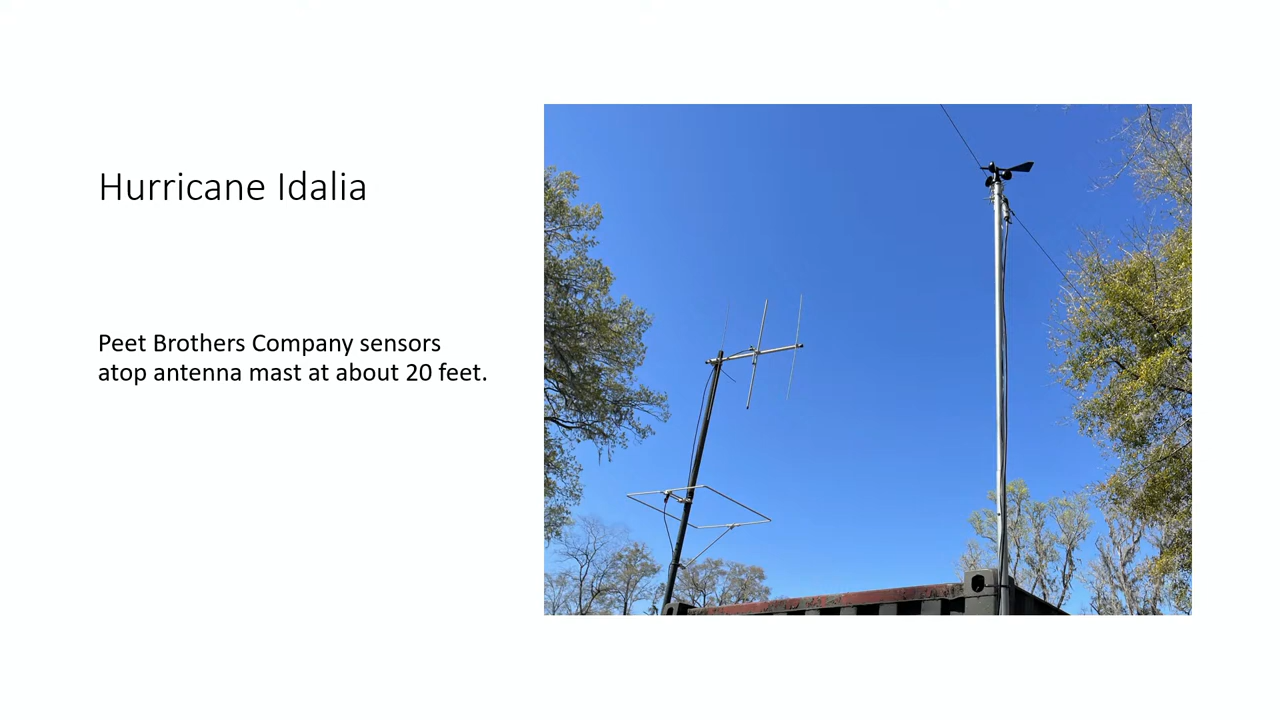 Hurricane Idalia
Peet Brothers Company sensors
atop antenna mast at about 20 feet.